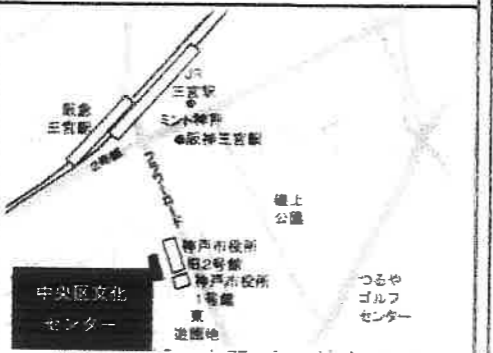 JR
三宮駅
阪急
三宮駅
ミント神戸
阪神三宮駅
2号線
フラワーロード
磯上
公園
神戸市役所
旧2号館
神戸市役所
1号館
中央区文化
センター
東
遊園地
つるや
ゴルフ
センター